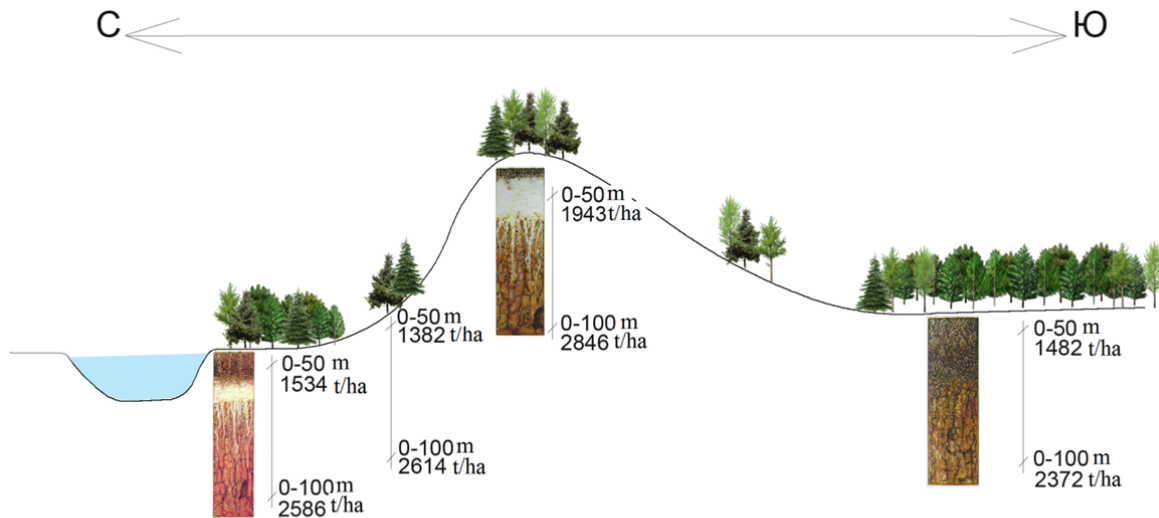 С
Ю
0-50 m
1943 t/ha
0-100 m
2846 t/ha
0-50 m
1382 t/ha
0-100 m
2614 t/ha
0-50 m
1534 t/ha
0-100 m
2586 t/ha
0-50 m
1482 t/ha
0-100 m
2372 t/ha